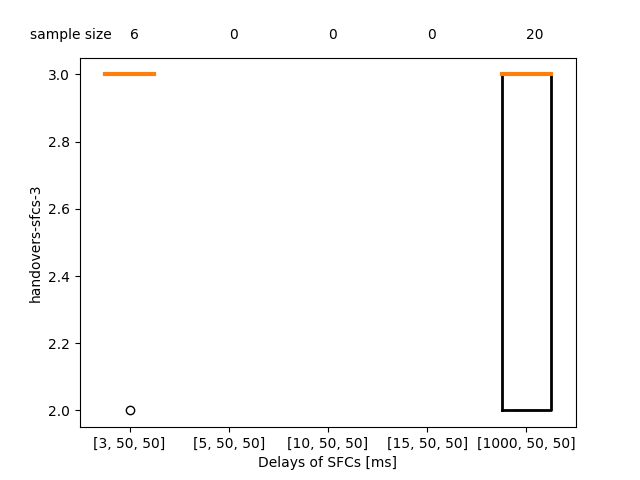 sample size 6 0 0 0 20
3.0
2.8
2.6
2.4
2.2
2.0
handovers-sfcs-3
[3, 50, 50] [5, 50, 50] [10, 50, 50] [15, 50, 50] [1000, 50, 50]
Delays of SFCs [ms]